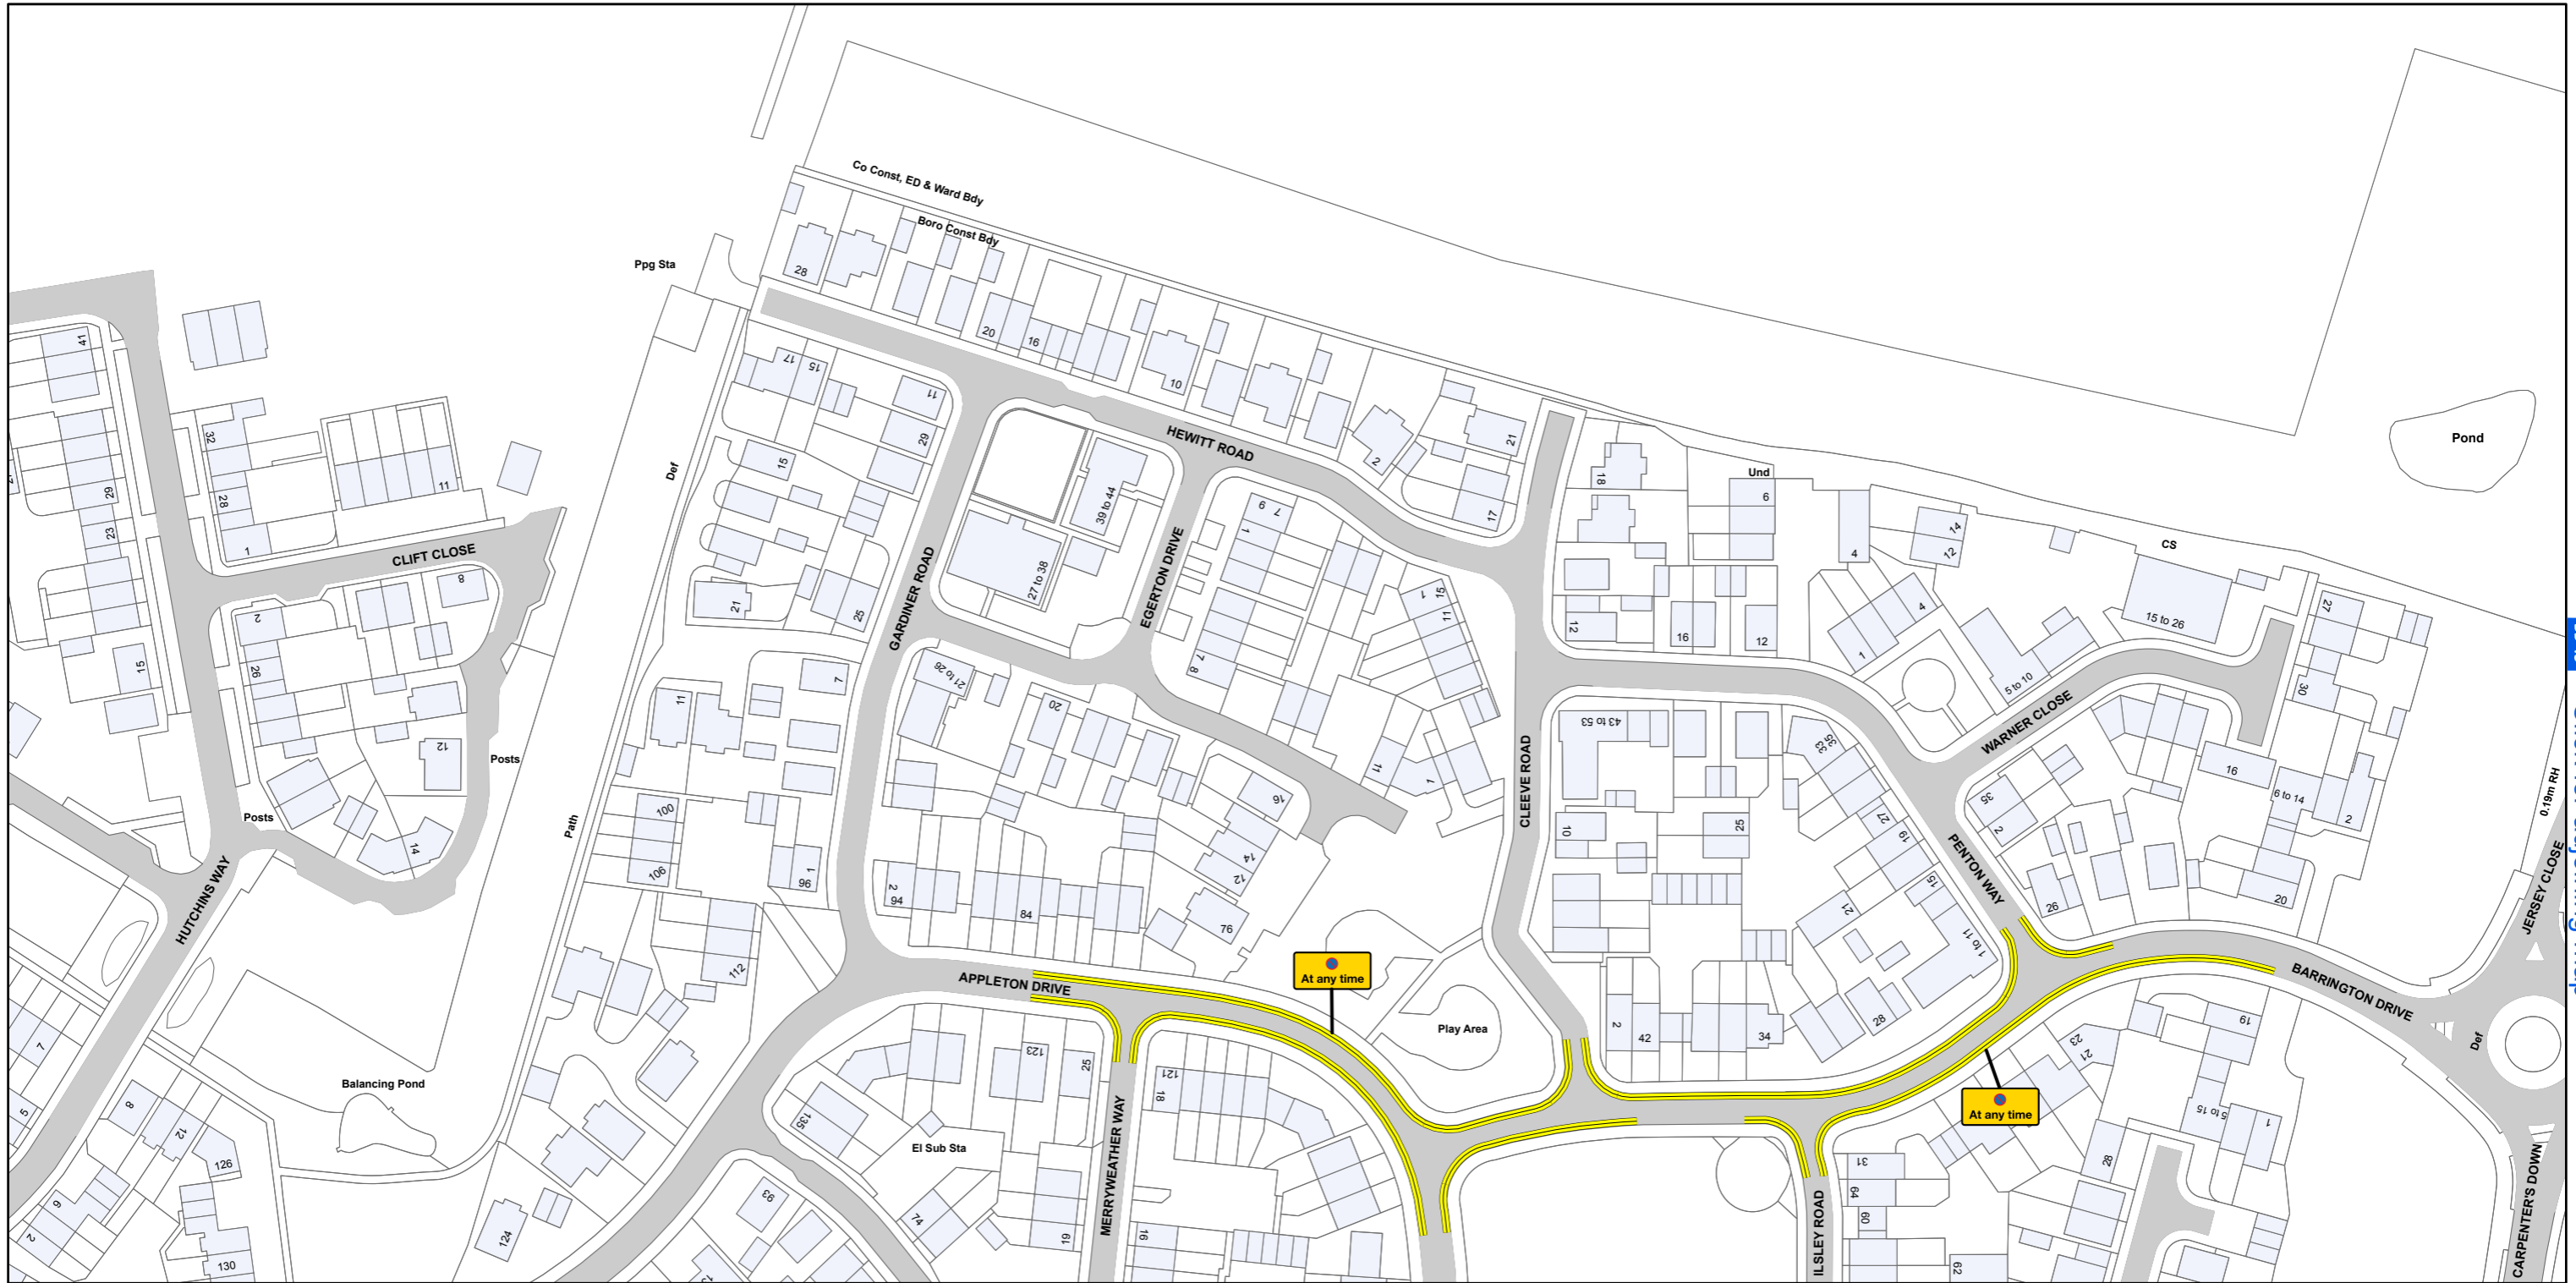 Co Const, ED & Ward Bdy
Boro Const Bdy
Ppg Sta
28
20
16
10
2
21
17
HEWITT ROAD
Pond
41
17
15
11
29
15
21
25
Def
39 to 44
27 to 38
GARDINER ROAD
EGERTON DRIVE
9
7
1
7
8
1
15
11
18
Und
6
4
14
12
CS
15 to 26
27
30
32
28
1
11
CLIFT CLOSE
8
29
23
15
2
26
12
14
Posts
Posts
HUTCHINS WAY
Path
11
7
100
106
1
96
112
21 to 26
20
16
14
12
76
2
94
84
11
1
CLEEVE ROAD
12
16
12
1
4
5 to 10
WARNER CLOSE
43 to 53
10
25
33
35
27
19
21
15
1 to 11
28
PENTON WAY
35
2
26
16
6 to 14
2
20
0.19m RH
JERSEY CLOSE
BARRINGTON DRIVE
Def
APPLETON DRIVE
At any time
Play Area
2
42
34
At any time
23
21
19
5 to 15
1
28
Balancing Pond
7
5
8
12
126
9
2
130
124
135
123
25
El Sub Sta
74
93
19
MERRYWEATHER WAY
121
18
16
ILSLEY ROAD
31
64
60
62
CARPENTER'S DOWN